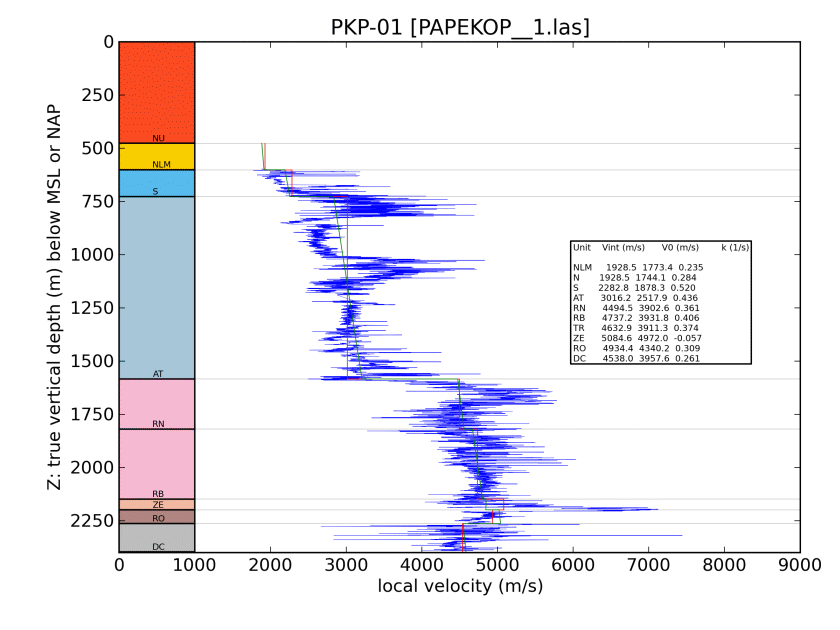 PKP-01 [PAPEKOP__1.las]
Z: true vertical depth (m) below MSL or NAP
0
250
500
750
1000
1250
1500
1750
2000
2250
NU
NLM
S
AT
RN
RB
ZE
RO
DC
Unit Vint (m/s) V0 (m/s) k (1/s)
NLM 1928.5 1773.4 0.235
N 1928.5 1744.1 0.284
S 2282.8 1878.3 0.520
AT 3016.2 2517.9 0.436
RN 4494.5 3902.6 0.361
RB 4737.2 3931.8 0.406
TR 4632.9 3911.3 0.374
ZE 5084.6 4972.0 -0.057
RO 4934.4 4340.2 0.309
DC 4538.0 3957.6 0.261
0 1000 2000 3000 4000 5000 6000 7000 8000 9000
local velocity (m/s)